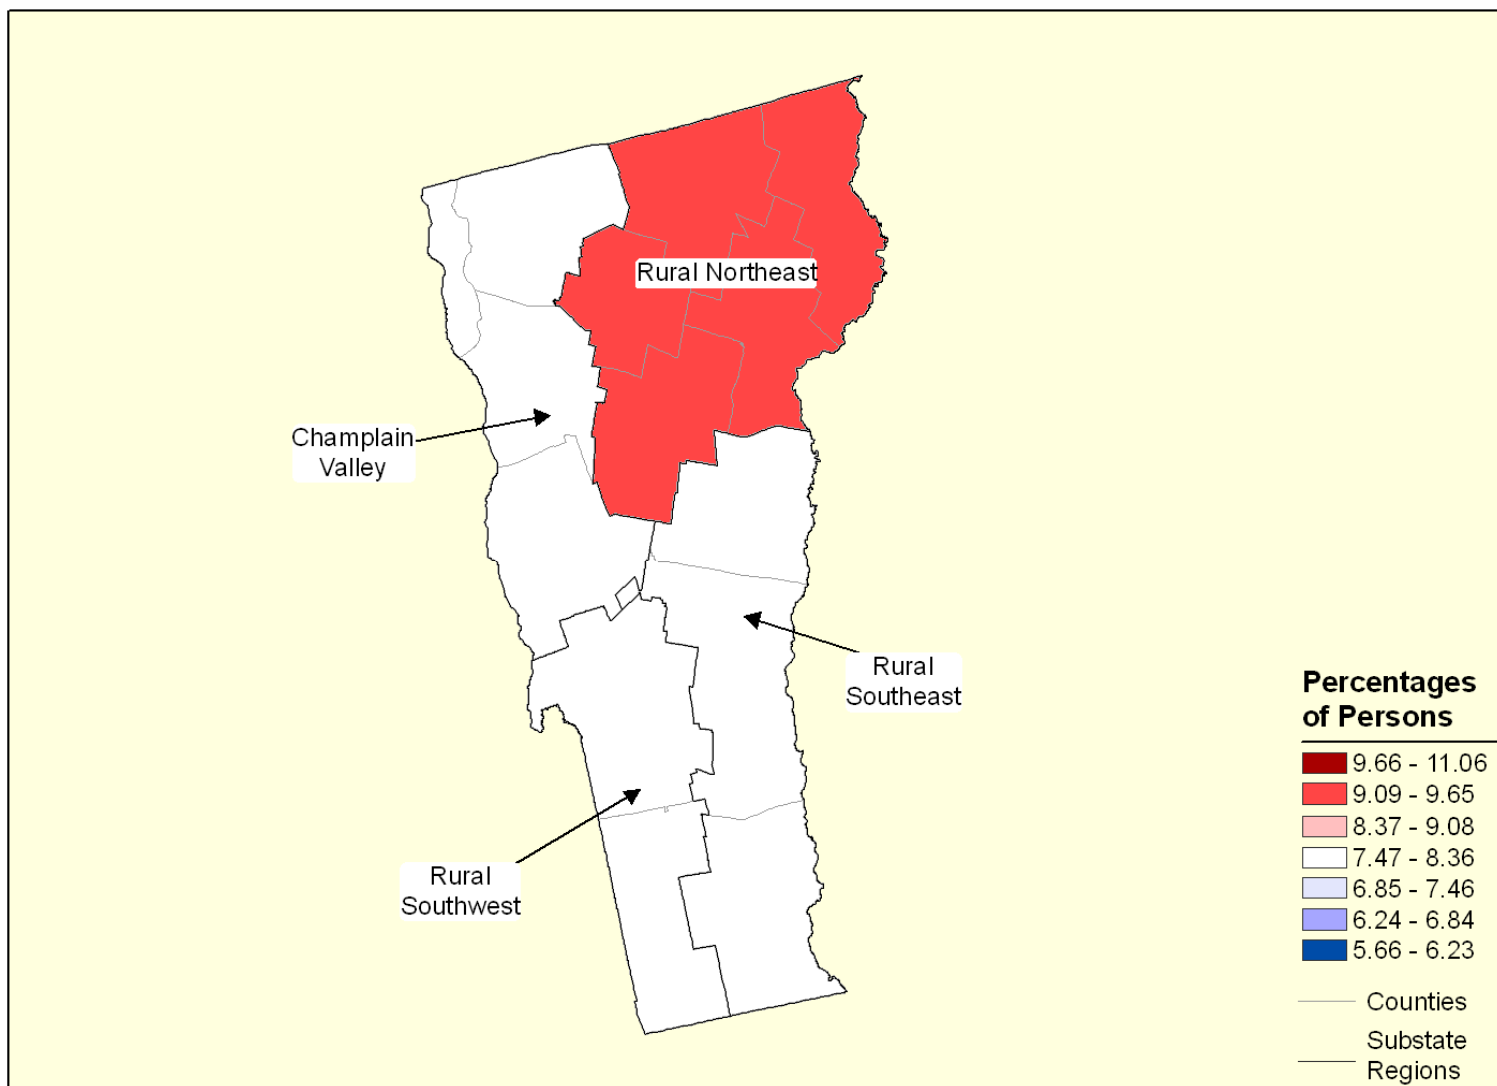 Rural Northeast
Champlain
Valley
Rural
Southeast
Rural
Southwest
Percentages
of Persons
9.66 - 11.06
9.09 - 9.65
8.37 - 9.08
7.47 - 8.36
6.85 - 7.46
6.24 - 6.84
5.66 - 6.23
Counties
Substate
Regions